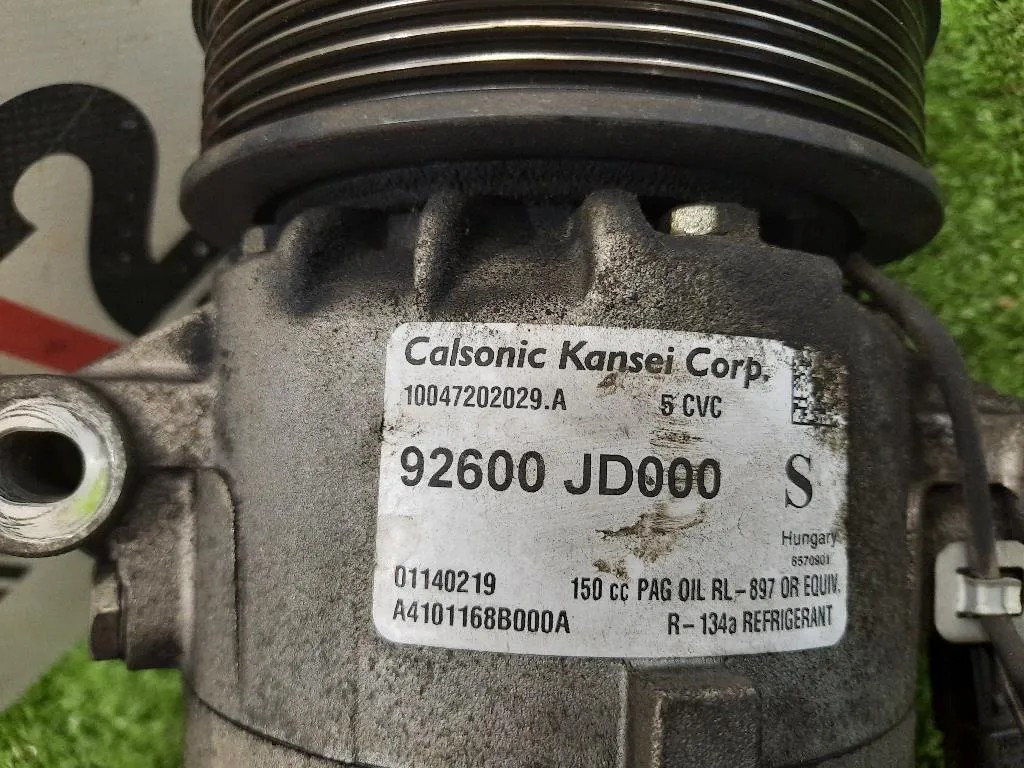 Calsonic Kansei Corp.
10047202029.A 5 CVC
92600 JD000 S
Hungary
6570901
01140219 150 cc PAG OIL RL-897 OR EQUIV.
A4101168B000A R-134a REFRIGERANT